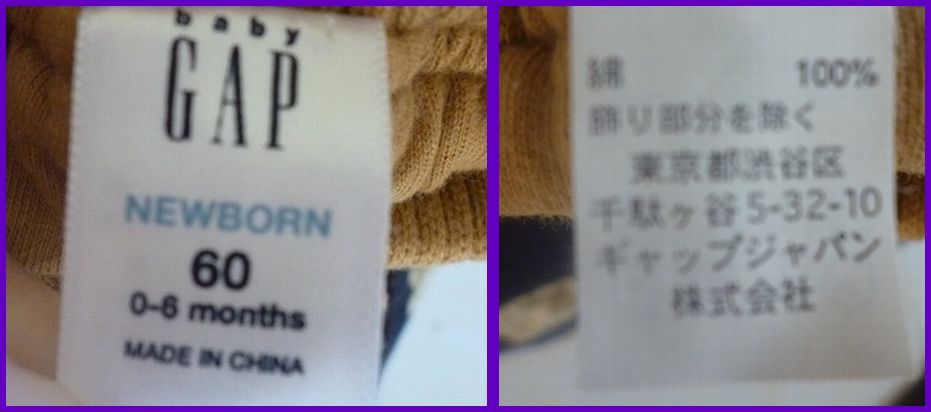 baby
GAP
NEWBORN
60
0-6 months
MADE IN CHINA
綿 100%
飾り部分を除く
東京都渋谷区
千駄ヶ谷5-32-10
ギャップジャパン
株式会社